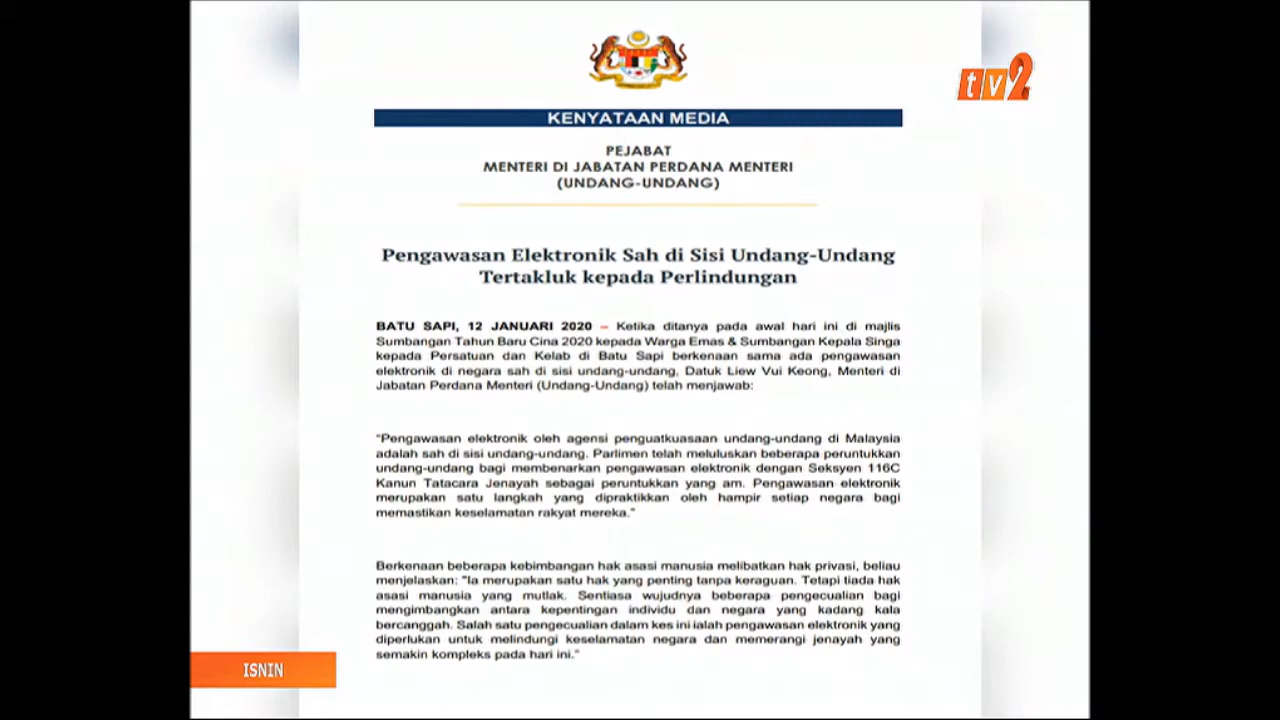 tv2
KENYATAAN MEDIA
PEJABAT
MENTERI DI JABATAN PERDANA MENTERI
(UNDANG-UNDANG)
Pengawasan Elektronik Sah di Sisi Undang-Undang
Tertakluk kepada Perlindungan
BATU SAPI, 12 JANUARI 2020 – Ketika ditanya pada awal hari ini di majlis
Sumbangan Tahun Baru Cina 2020 kepada Warga Emas & Sumbangan Kepala Singa
kepada Persatuan dan Kelab di Batu Sapi berkenaan sama ada pengawasan
elektronik di negara sah di sisi undang-undang, Datuk Liew Vui Keong, Menteri di
Jabatan Perdana Menteri (Undang-Undang) telah menjawab:
"Pengawasan elektronik oleh agensi penguatkuasaan undang-undang di Malaysia
adalah sah di sisi undang-undang. Parlimen telah meluluskan beberapa peruntukkan
undang-undang bagi membenarkan pengawasan elektronik dengan Seksyen 116C
Kanun Tatacara Jenayah sebagai peruntukkan yang am. Pengawasan elektronik
merupakan satu langkah yang dipraktikkan oleh hampir setiap negara bagi
memastikan keselamatan rakyat mereka."
Berkenaan beberapa kebimbangan hak asasi manusia melibatkan hak privasi, beliau
menjelaskan: "Ia merupakan satu hak yang penting tanpa keraguan. Tetapi tiada hak
asasi manusia yang mutlak. Sentiasa wujudnya beberapa pengecualian bagi
mengimbangkan antara kepentingan individu dan negara yang kadang kala
bercanggah. Salah satu pengecualian dalam kes ini ialah pengawasan elektronik yang
diperlukan untuk melindungi keselamatan negara dan memerangi jenayah yang
semakin kompleks pada hari ini."
ISNIN